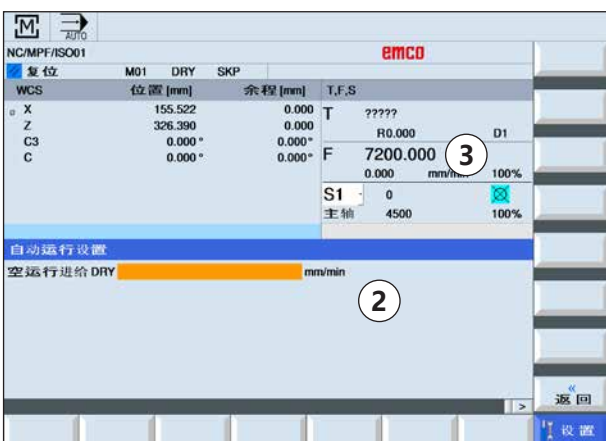 M AUTO
NC/MPF/ISO01 emco
复位 M01 DRY SKP
WCS 位置 [mm] 余程 [mm] T,F,S
X 155.522 0.000 T ?????
Z 326.390 0.000 R0.000 D1
C3 0.000° 0.000° F 7200.000 3
C 0.000° 0.000° 0.000 mm/min 100%
S1 0
主轴 4500 100%
自动运行设置
空运行进给 DRY mm/min
2
«
返回
>
设置